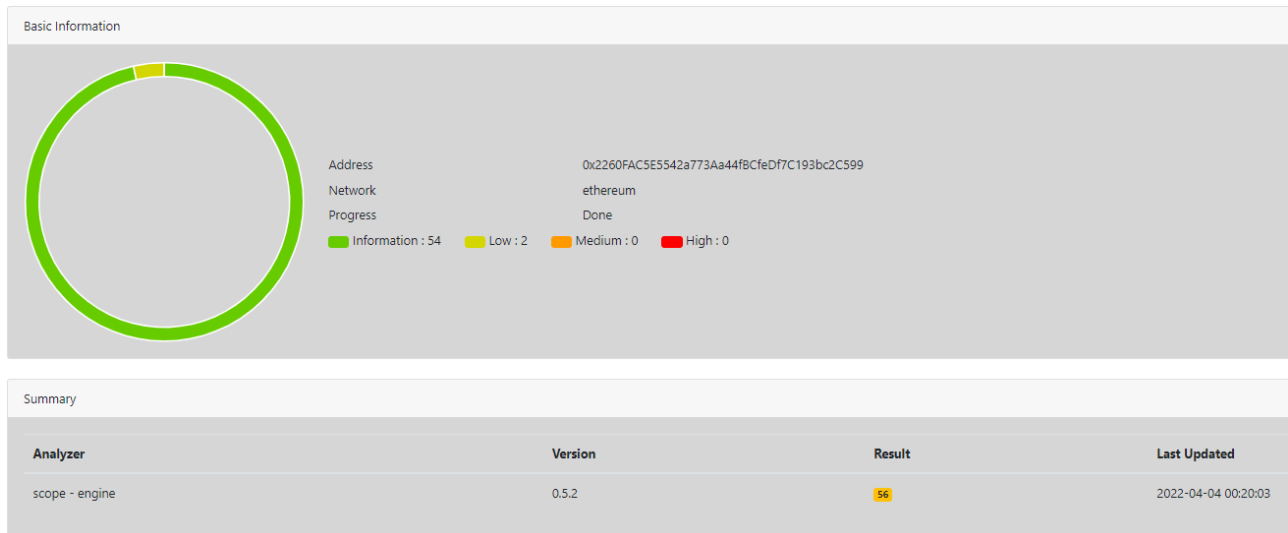 Basic Information
Address 0x2260FAC5E5542a773Aa44fBCfeDf7C193bc2C599
Network ethereum
Progress Done
Information : 54 Low : 2 Medium : 0 High : 0
Summary
Analyzer Version Result Last Updated
scope - engine 0.5.2 56 2022-04-04 00:20:03